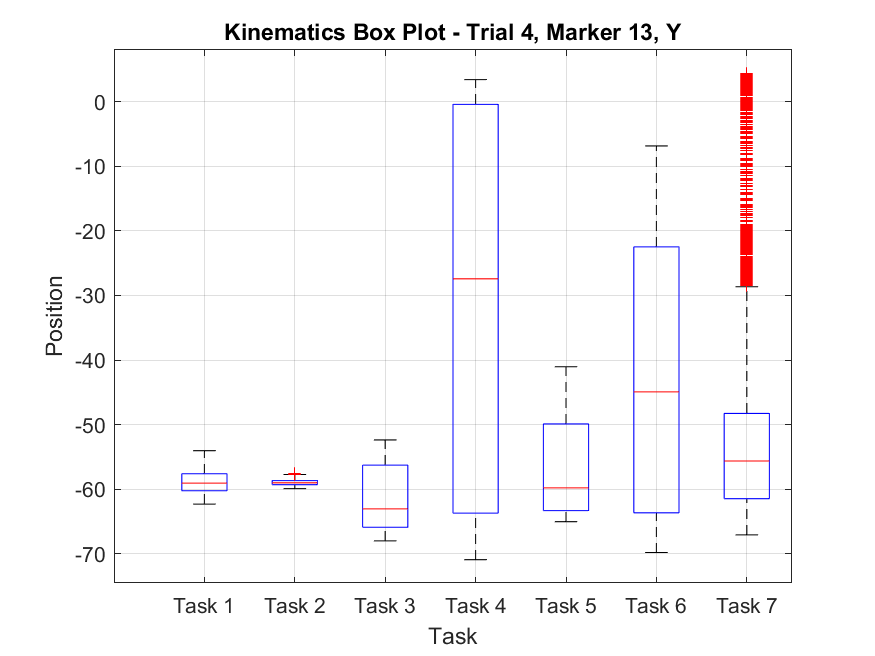 Kinematics Box Plot - Trial 4, Marker 13, Y
Position
0
-10
-20
-30
-40
-50
-60
-70
Task 1 Task 2 Task 3 Task 4 Task 5 Task 6 Task 7
Task